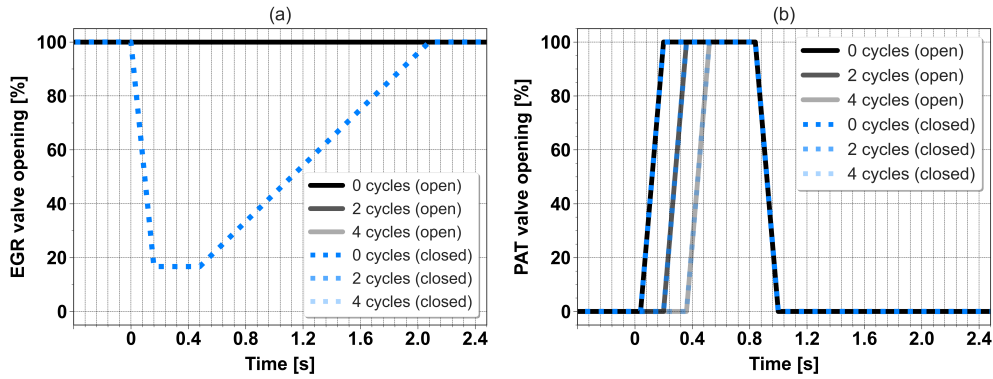 (a)
EGR valve opening [%]
100
80
60
40
20
0
0 cycles (open)
2 cycles (open)
4 cycles (open)
0 cycles (closed)
2 cycles (closed)
4 cycles (closed)
0 0.4 0.8 1.2 1.6 2.0 2.4
Time [s]
(b)
PAT valve opening [%]
100
80
60
40
20
0
0 cycles (open)
2 cycles (open)
4 cycles (open)
0 cycles (closed)
2 cycles (closed)
4 cycles (closed)
0 0.4 0.8 1.2 1.6 2.0 2.4
Time [s]